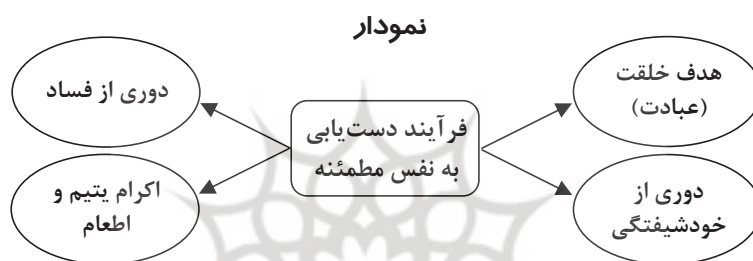 نمودار
هدف خلقت
(عبادت)
دوری از فساد
فرآیند دست‌یابی
به نفس مطمئنه
دوری از
خودشیفتگی
اکرام یتیم و
اطعام